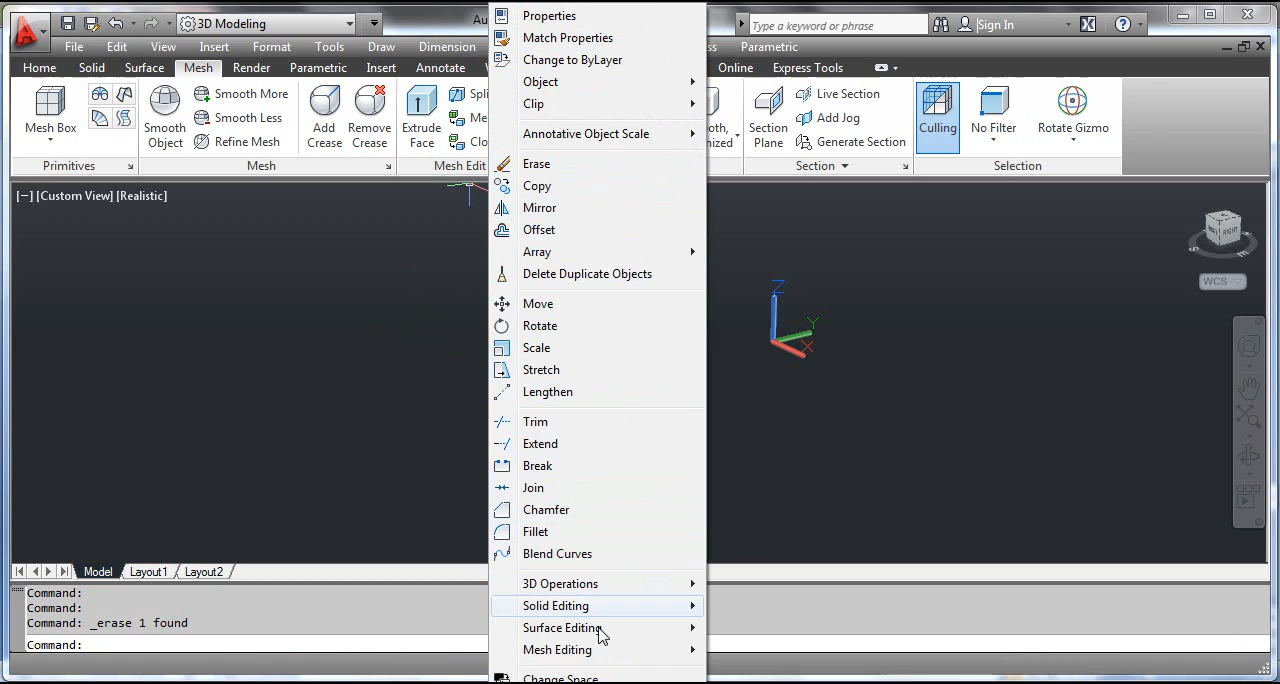 3D Modeling
Au
Type a keyword or phrase
Sign In
File Edit View Insert Format Tools Draw Dimension
ss Parametric
Home Solid Surface Mesh Render Parametric Insert Annotate
Online Express Tools
Mesh Box
Smooth Object
Smooth More
Smooth Less
Refine Mesh
Add Crease
Remove Crease
Extrude Face
Spli
Me
Clo
Section Plane
Live Section
Add Jog
Generate Section
Culling
No Filter
Rotate Gizmo
Primitives
Mesh
Mesh Edit
Section
Selection
[−] [Custom View] [Realistic]
Properties
Match Properties
Change to ByLayer
Object
Clip
Annotative Object Scale
Erase
Copy
Mirror
Offset
Array
Delete Duplicate Objects
Move
Rotate
Scale
Stretch
Lengthen
Trim
Extend
Break
Join
Chamfer
Fillet
Blend Curves
3D Operations
Solid Editing
Surface Editing
Mesh Editing
Change Space
Z
Y
X
RIGHT
S
E
WCS
Model Layout1 Layout2
Command:
Command:
Command: _erase 1 found
Command: